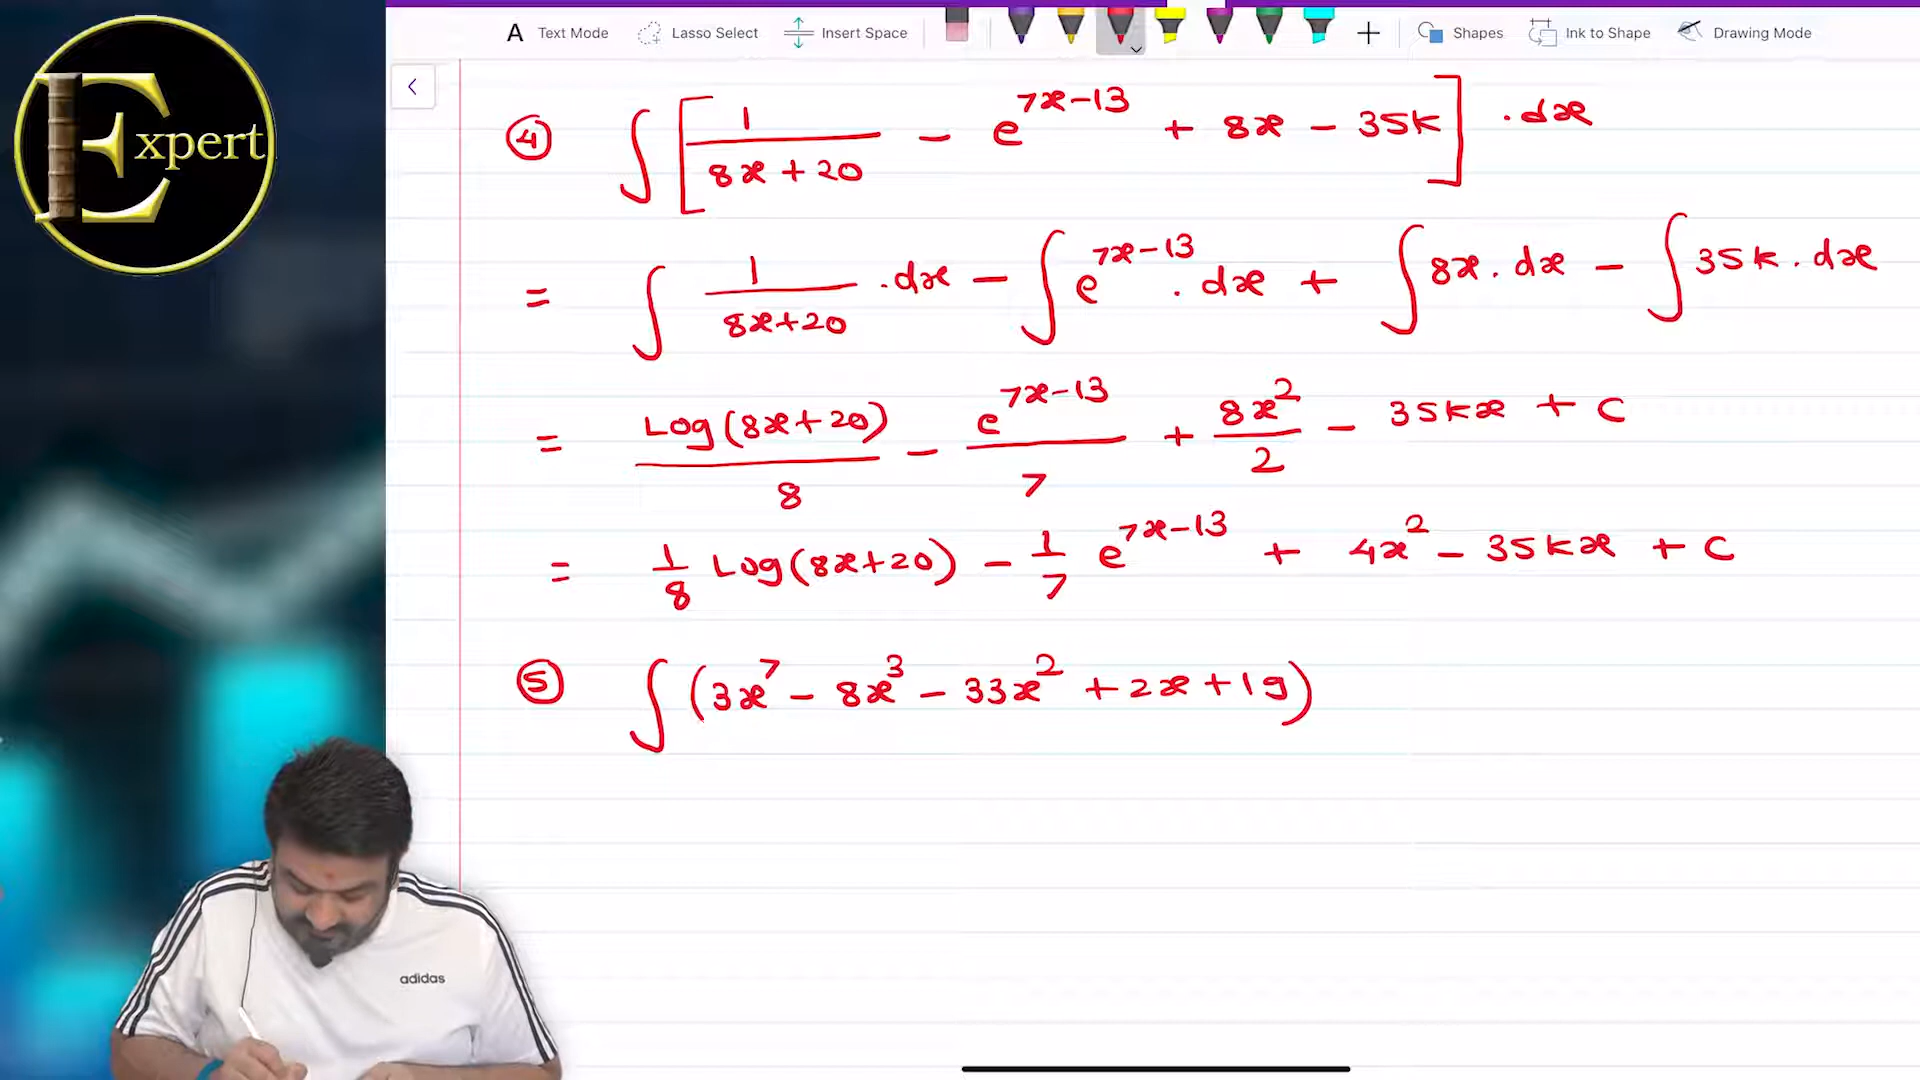 Expert
A Text Mode Lasso Select Insert Space Shapes Ink to Shape Drawing Mode
④ ∫ [ 1/(8x+20) − e^(7x−13) + 8x − 35k ] · dx
= ∫ 1/(8x+20) · dx − ∫ e^(7x−13) · dx + ∫ 8x · dx − ∫ 35k · dx
= Log(8x+20)/8 − e^(7x−13)/7 + 8x²/2 − 35kx + c
= 1/8 Log(8x+20) − 1/7 e^(7x−13) + 4x² − 35kx + c
⑤ ∫ (3x⁷ − 8x³ − 33x² + 2x + 19)
adidas